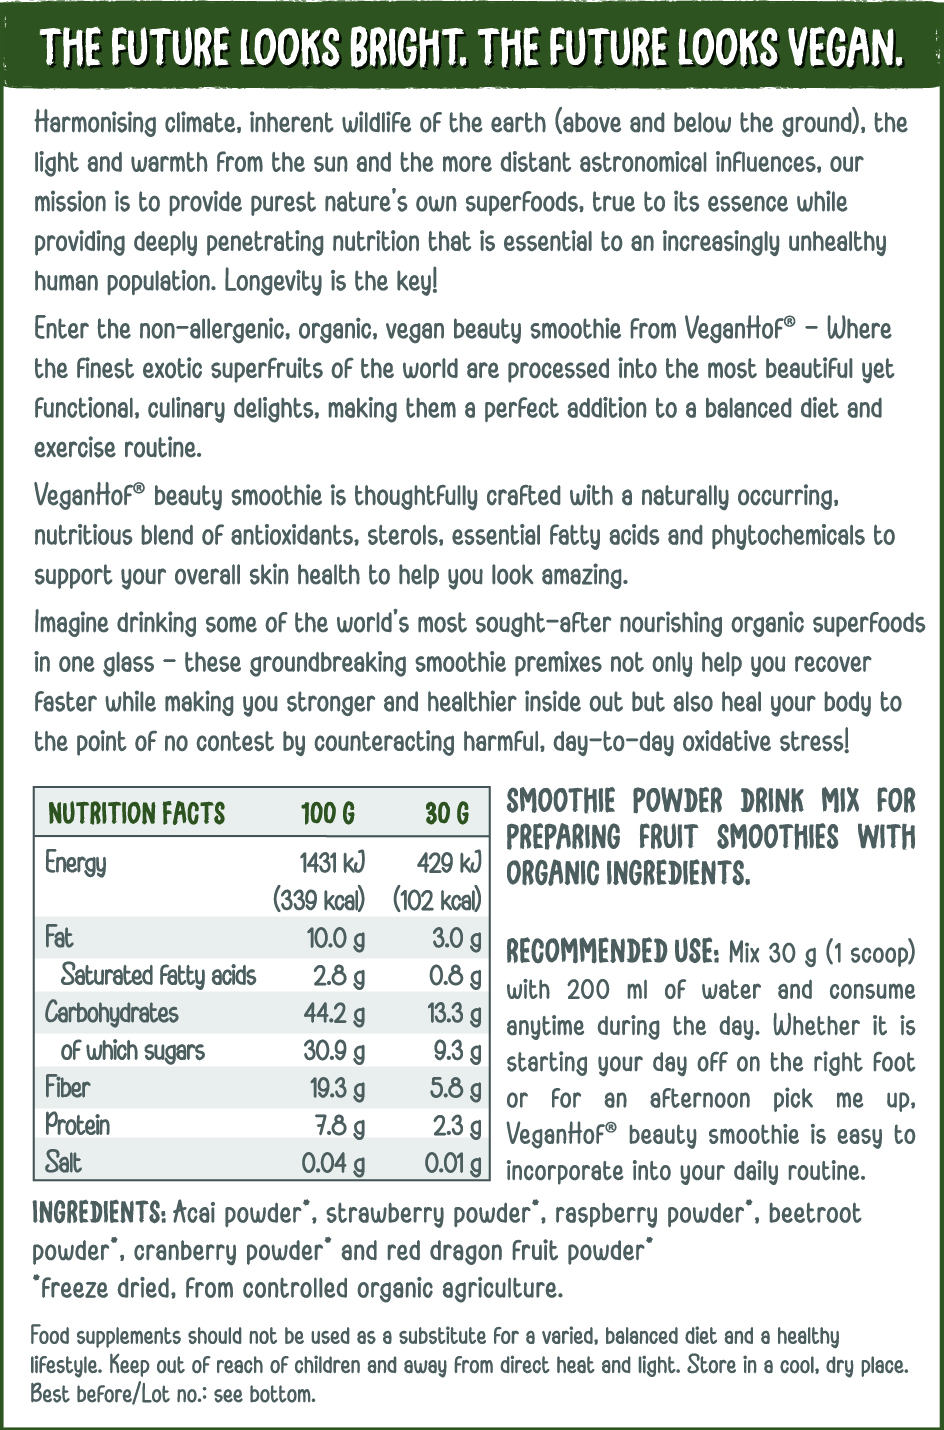 THE FUTURE LOOKS BRIGHT. THE FUTURE LOOKS VEGAN.
Harmonising climate, inherent wildlife of the earth (above and below the ground), the
light and warmth from the sun and the more distant astronomical influences, our
mission is to provide purest nature's own superfoods, true to its essence while
providing deeply penetrating nutrition that is essential to an increasingly unhealthy
human population. Longevity is the key!
Enter the non-allergenic, organic, vegan beauty smoothie from VeganHof® – Where
the finest exotic superfruits of the world are processed into the most beautiful yet
functional, culinary delights, making them a perfect addition to a balanced diet and
exercise routine.
VeganHof® beauty smoothie is thoughtfully crafted with a naturally occurring,
nutritious blend of antioxidants, sterols, essential fatty acids and phytochemicals to
support your overall skin health to help you look amazing.
Imagine drinking some of the world's most sought-after nourishing organic superfoods
in one glass – these groundbreaking smoothie premixes not only help you recover
faster while making you stronger and healthier inside out but also heal your body to
the point of no contest by counteracting harmful, day-to-day oxidative stress!
NUTRITION FACTS 100 G 30 G
Energy 1431 kJ 429 kJ
(339 kcal) (102 kcal)
Fat 10.0 g 3.0 g
Saturated fatty acids 2.8 g 0.8 g
Carbohydrates 44.2 g 13.3 g
of which sugars 30.9 g 9.3 g
Fiber 19.3 g 5.8 g
Protein 7.8 g 2.3 g
Salt 0.04 g 0.01 g
SMOOTHIE POWDER DRINK MIX FOR
PREPARING FRUIT SMOOTHIES WITH
ORGANIC INGREDIENTS.
RECOMMENDED USE: Mix 30 g (1 scoop)
with 200 ml of water and consume
anytime during the day. Whether it is
starting your day off on the right foot
or for an afternoon pick me up,
VeganHof® beauty smoothie is easy to
incorporate into your daily routine.
INGREDIENTS: Acai powder*, strawberry powder*, raspberry powder*, beetroot
powder*, cranberry powder* and red dragon fruit powder*
*freeze dried, from controlled organic agriculture.
Food supplements should not be used as a substitute for a varied, balanced diet and a healthy
lifestyle. Keep out of reach of children and away from direct heat and light. Store in a cool, dry place.
Best before/Lot no.: see bottom.